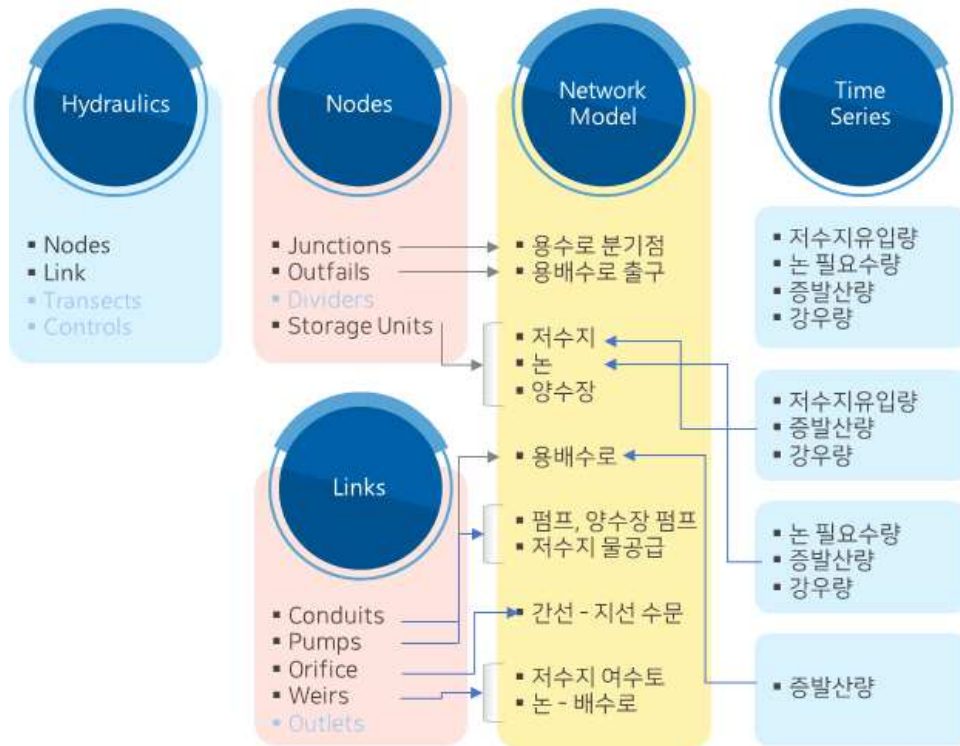 Hydraulics
▪ Nodes
▪ Link
▪ Transects
▪ Controls
Nodes
▪ Junctions
▪ Outfails
▪ Dividers
▪ Storage Units
Links
▪ Conduits
▪ Pumps
▪ Orifice
▪ Weirs
▪ Outlets
Network
Model
▪ 용수로 분기점
▪ 용배수로 출구
▪ 저수지
▪ 논
▪ 양수장
▪ 용배수로
▪ 펌프, 양수장 펌프
▪ 저수지 물공급
▪ 간선 - 지선 수문
▪ 저수지 여수토
▪ 논 - 배수로
Time
Series
▪ 저수지유입량
▪ 논 필요수량
▪ 증발산량
▪ 강우량
▪ 저수지유입량
▪ 증발산량
▪ 강우량
▪ 논 필요수량
▪ 증발산량
▪ 강우량
▪ 증발산량